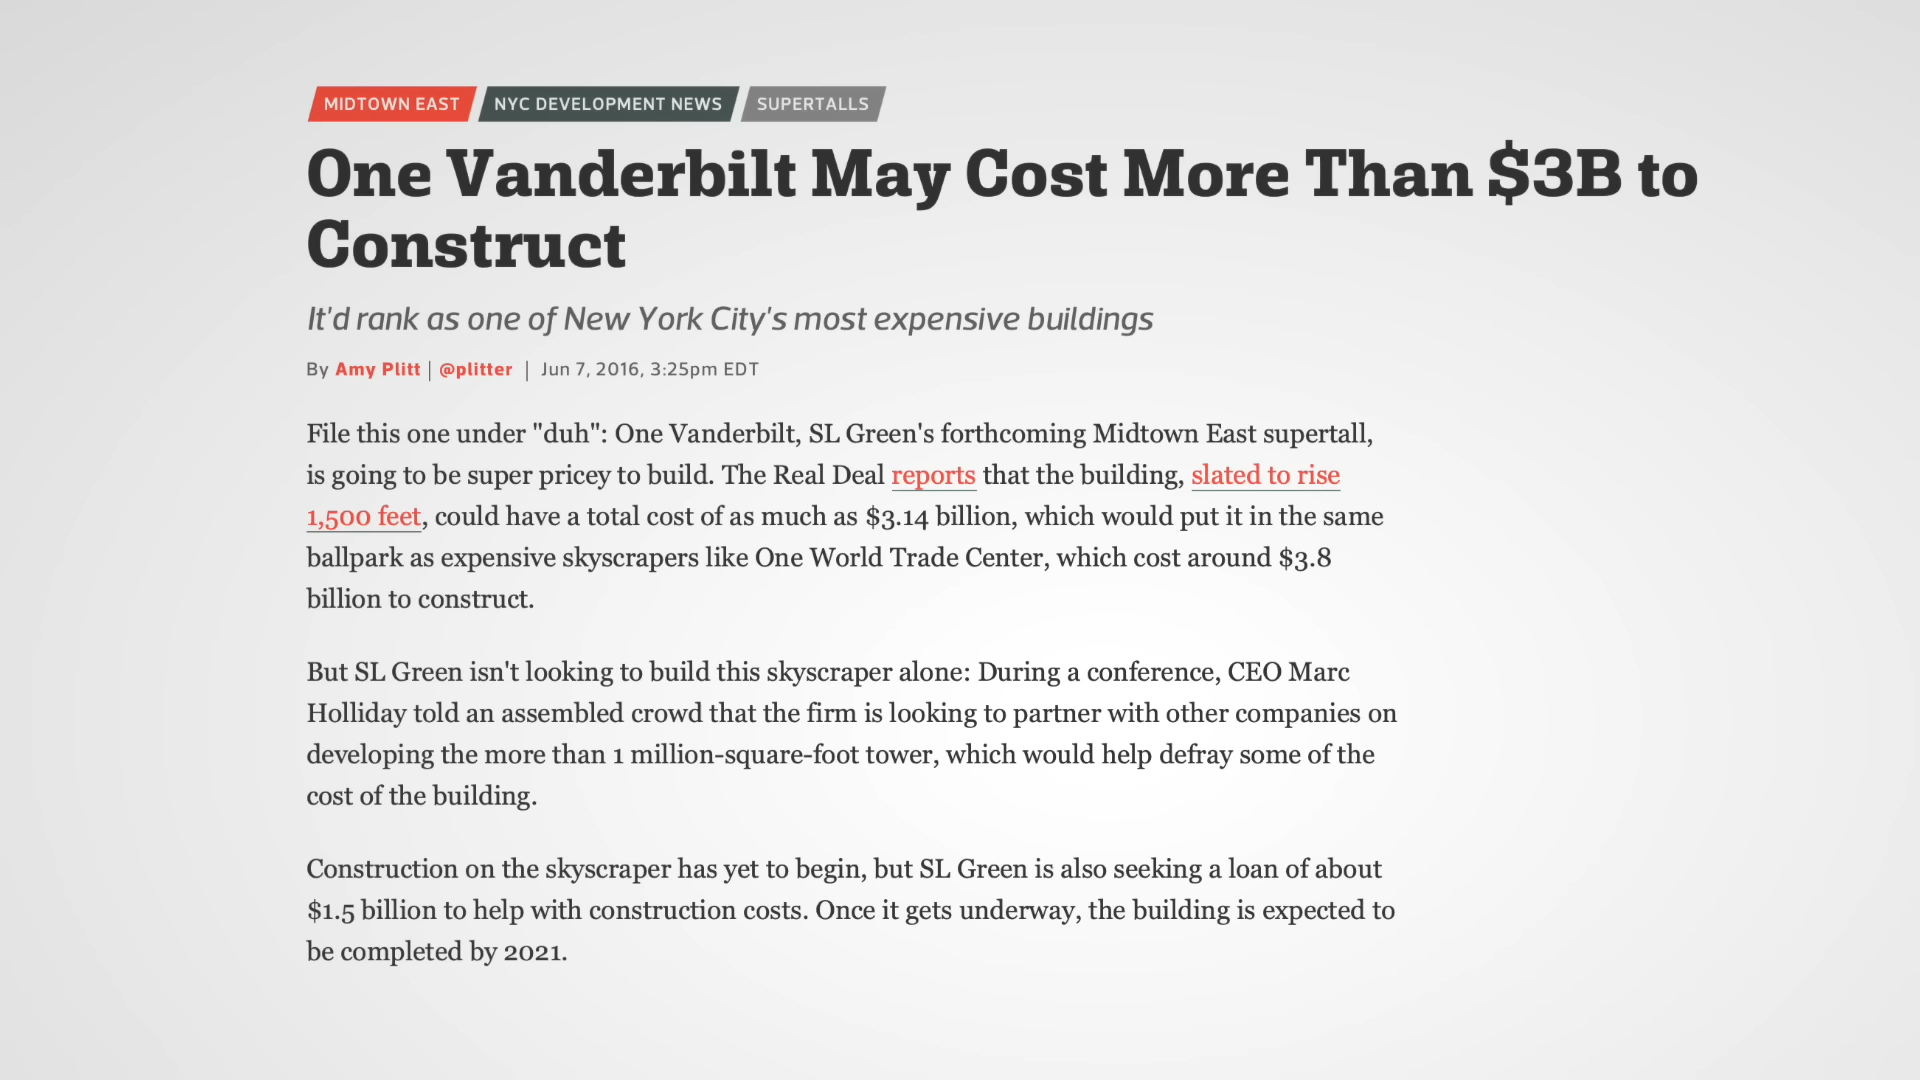 MIDTOWN EAST NYC DEVELOPMENT NEWS SUPERTALLS
One Vanderbilt May Cost More Than $3B to
Construct
It'd rank as one of New York City's most expensive buildings
By Amy Plitt | @plitter | Jun 7, 2016, 3:25pm EDT
File this one under "duh": One Vanderbilt, SL Green's forthcoming Midtown East supertall,
is going to be super pricey to build. The Real Deal reports that the building, slated to rise
1,500 feet, could have a total cost of as much as $3.14 billion, which would put it in the same
ballpark as expensive skyscrapers like One World Trade Center, which cost around $3.8
billion to construct.
But SL Green isn't looking to build this skyscraper alone: During a conference, CEO Marc
Holliday told an assembled crowd that the firm is looking to partner with other companies on
developing the more than 1 million-square-foot tower, which would help defray some of the
cost of the building.
Construction on the skyscraper has yet to begin, but SL Green is also seeking a loan of about
$1.5 billion to help with construction costs. Once it gets underway, the building is expected to
be completed by 2021.